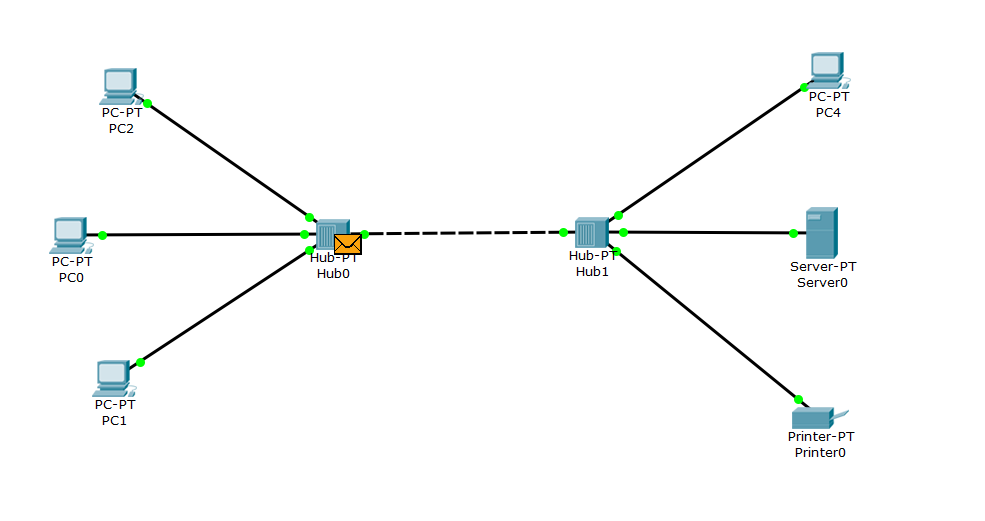 PC-PT
PC2
PC-PT
PC4
PC-PT
PC0
Hub-PT
Hub0
Hub-PT
Hub1
Server-PT
Server0
PC-PT
PC1
Printer-PT
Printer0